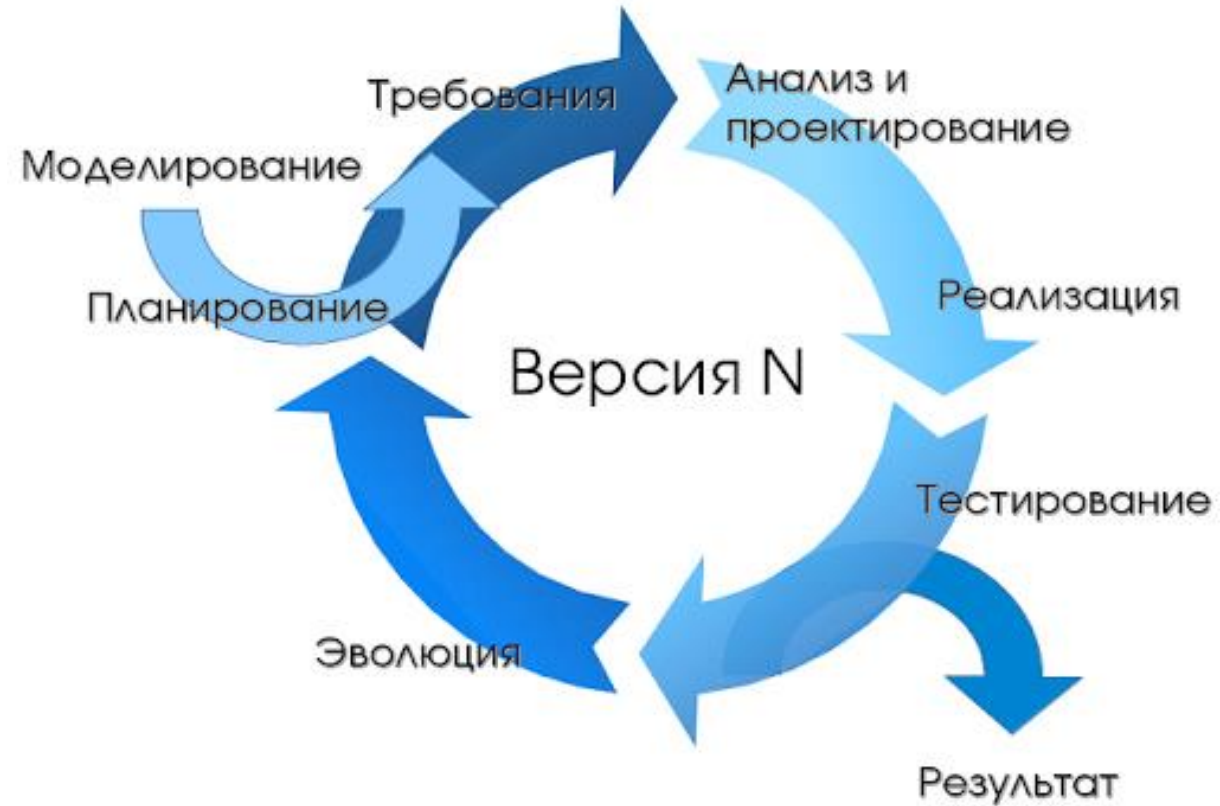 Требования
Анализ и
проектирование
Моделирование
Планирование
Реализация
Версия N
Тестирование
Эволюция
Результат